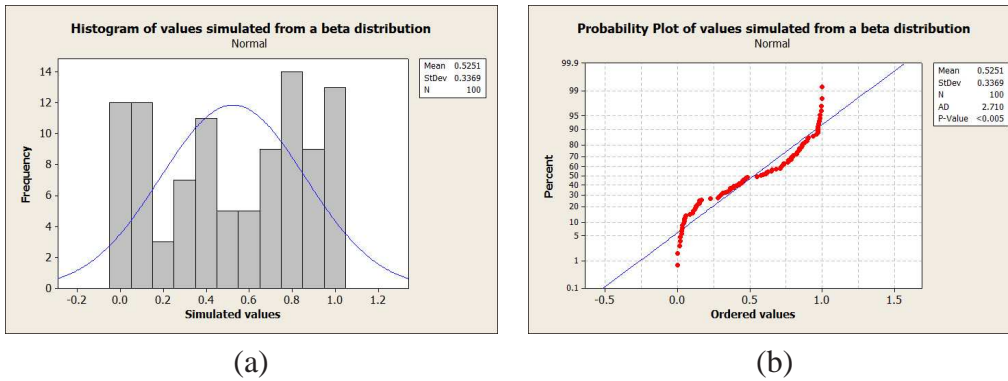 Histogram of values simulated from a beta distribution
Normal
Mean 0.5251
StDev 0.3369
N 100
14
12
10
8
6
4
2
0
Frequency
-0.2 0.0 0.2 0.4 0.6 0.8 1.0 1.2
Simulated values
(a)
Probability Plot of values simulated from a beta distribution
Normal
Mean 0.5251
StDev 0.3369
N 100
AD 2.710
P-Value <0.005
99.9
99
95
90
80
70
60
50
40
30
20
10
5
1
0.1
Percent
-0.5 0.0 0.5 1.0 1.5
Ordered values
(b)